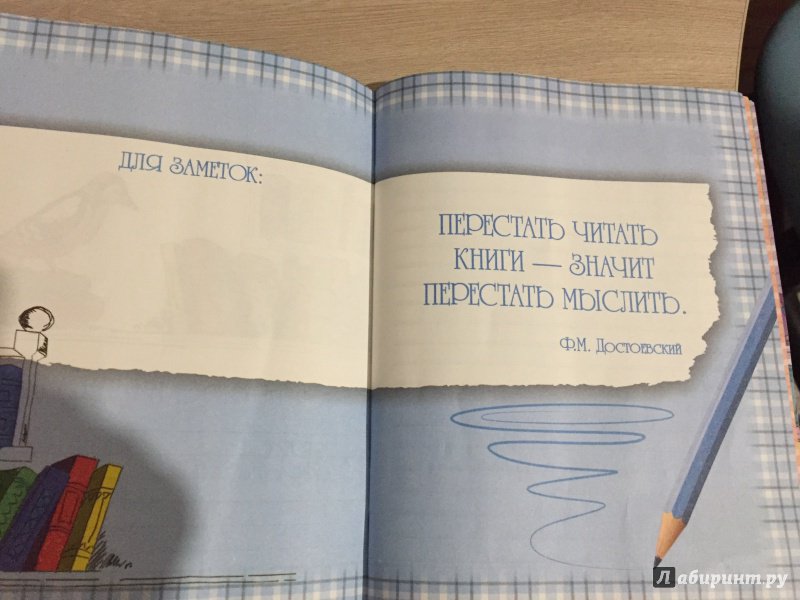 ДЛЯ ЗАМЕТОК:
ПЕРЕСТАТЬ ЧИТАТЬ
КНИГИ — ЗНАЧИТ
ПЕРЕСТАТЬ МЫСЛИТЬ.
Ф.М. ДОСТОЕВСКИЙ
Лабиринт.ру